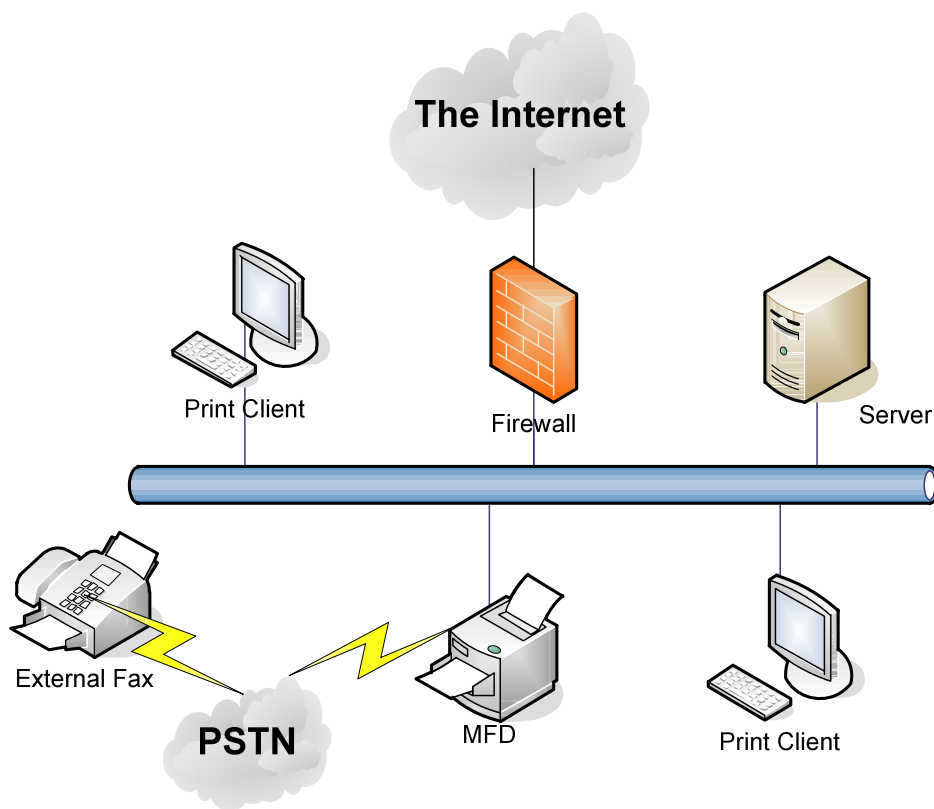 The Internet
Print Client
Firewall
Server
External Fax
PSTN
MFD
Print Client